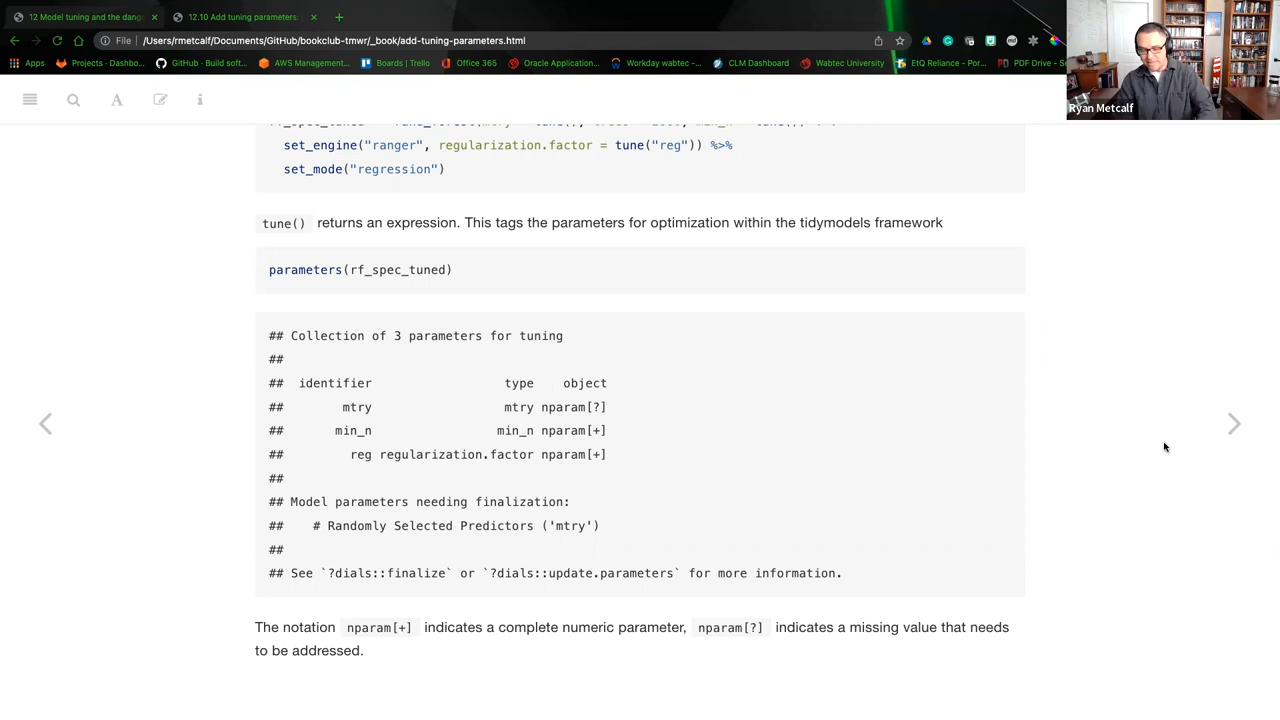 12 Model tuning and the dang
12.10 Add tuning parameters:
File
/Users/rmetcalf/Documents/GitHub/bookclub-tmwr/_book/add-tuning-parameters.html
Apps
Projects - Dashbo...
GitHub - Build soft...
AWS Management...
Boards | Trello
Office 365
Oracle Application...
Workday wabtec -...
CLM Dashboard
Wabtec University
EtQ Reliance - Por...
PDF Drive - Se
Ryan Metcalf
set_engine("ranger", regularization.factor = tune("reg")) %>%
set_mode("regression")
tune() returns an expression. This tags the parameters for optimization within the tidymodels framework
parameters(rf_spec_tuned)
## Collection of 3 parameters for tuning
##
## identifier type object
## mtry mtry nparam[?]
## min_n min_n nparam[+]
## reg regularization.factor nparam[+]
##
## Model parameters needing finalization:
## # Randomly Selected Predictors ('mtry')
##
## See `?dials::finalize` or `?dials::update.parameters` for more information.
The notation nparam[+] indicates a complete numeric parameter, nparam[?] indicates a missing value that needs
to be addressed.